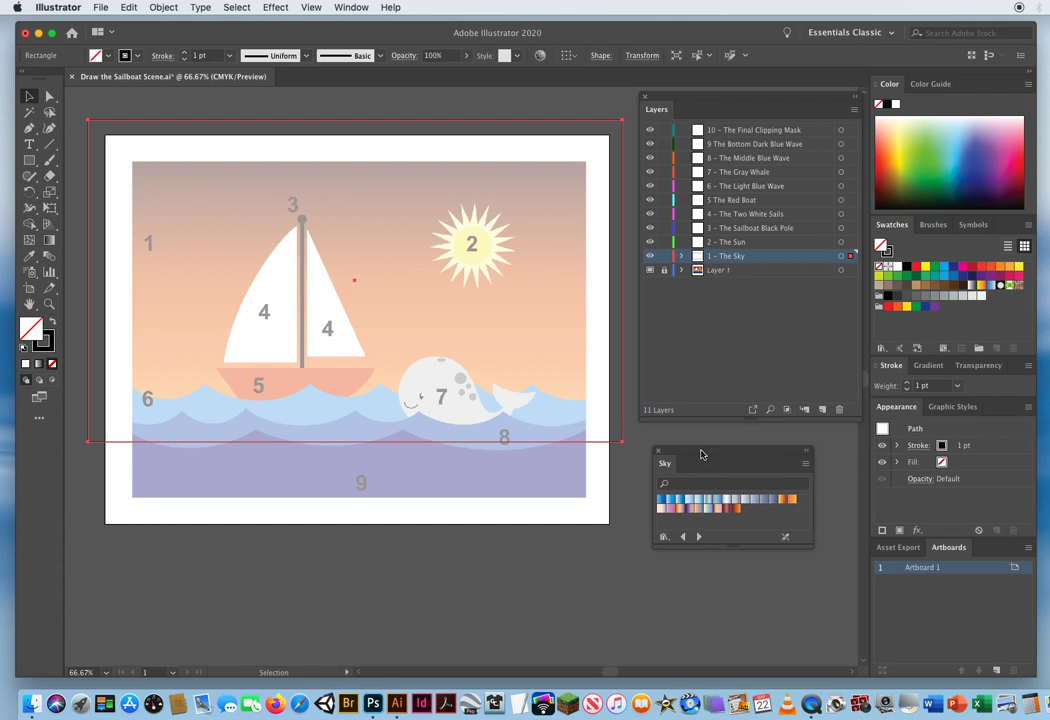 Illustrator File Edit Object Type Select Effect View Window Help
Adobe Illustrator 2020
Essentials Classic
Search Adobe Stock
Rectangle
Stroke: 1 pt
Uniform
Basic
Opacity: 100%
Style:
Shape:
Transform
× Draw the Sailboat Scene.ai* @ 66.67% (CMYK/Preview)
Layers
10 - The Final Clipping Mask
9 The Bottom Dark Blue Wave
8 - The Middle Blue Wave
7 - The Gray Whale
6 - The Light Blue Wave
5 The Red Boat
4 - The Two White Sails
3 - The Sailboat Black Pole
2 - The Sun
1 - The Sky
Layer 1
11 Layers
3
1
2
4
4
5
6
7
8
9
Sky
Color Color Guide
Swatches Brushes Symbols
Stroke Gradient Transparency
Weight: 1 pt
Appearance Graphic Styles
Path
Stroke: 1 pt
Fill:
Opacity: Default
fx
Asset Export Artboards
1 Artboard 1
66.67%
1
Selection
22
Br Ps Ai Id
W P X